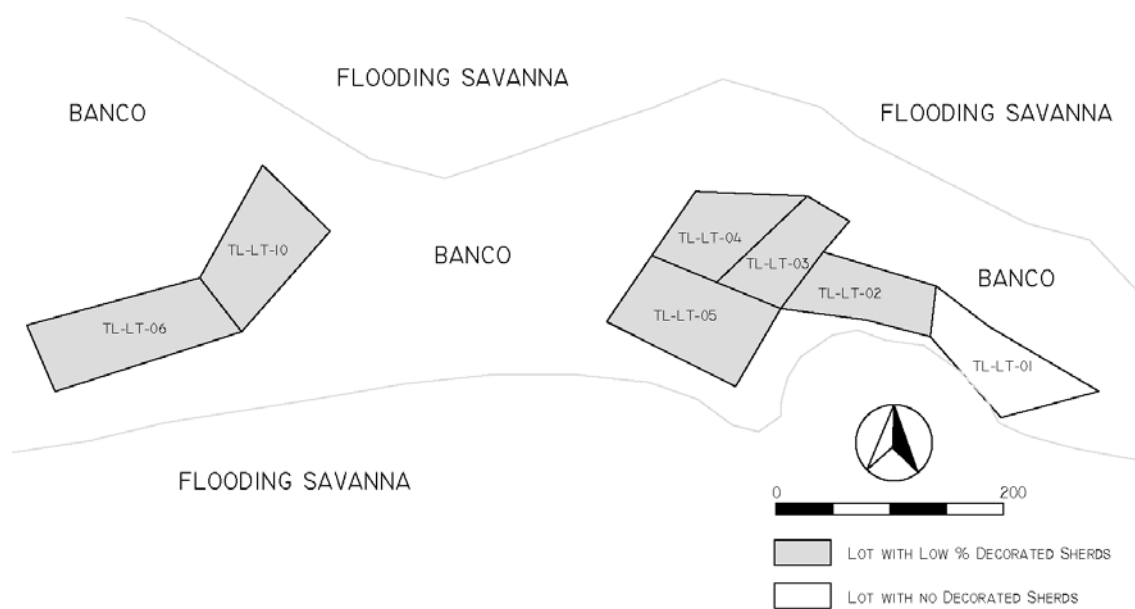 FLOODING SAVANNA
BANCO
FLOODING SAVANNA
TL-LT-04
TL-LT-10
BANCO
TL-LT-03
BANCO
TL-LT-02
TL-LT-05
TL-LT-06
TL-LT-01
FLOODING SAVANNA
0 200
LOT WITH LOW % DECORATED SHERDS
LOT WITH NO DECORATED SHERDS